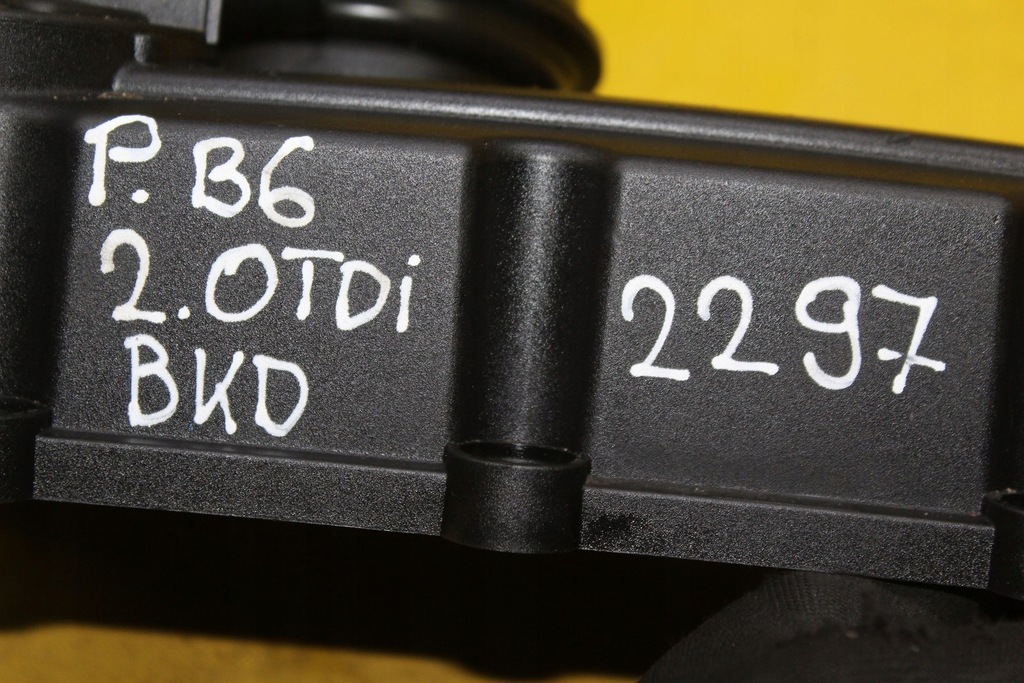 P. B6
2.0TDi
BKD
2297